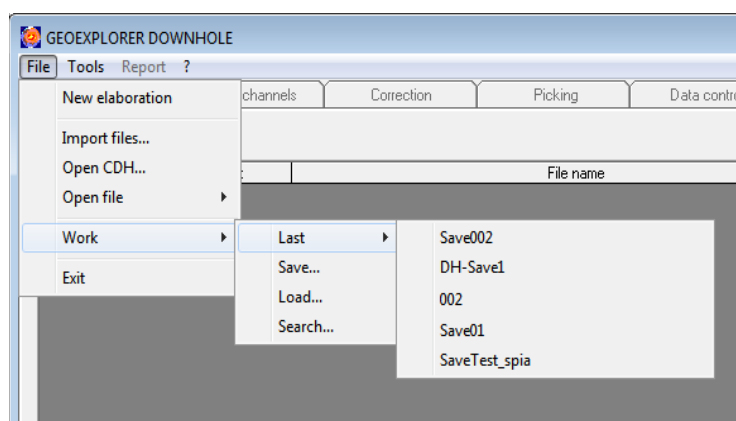 GEOEXPLORER DOWNHOLE
File Tools Report ?
channels Correction Picking Data contr
New elaboration
Import files...
Open CDH...
File name
Open file
Work
Last
Save002
Save...
DH-Save1
Exit
Load...
002
Search...
Save01
SaveTest_spia